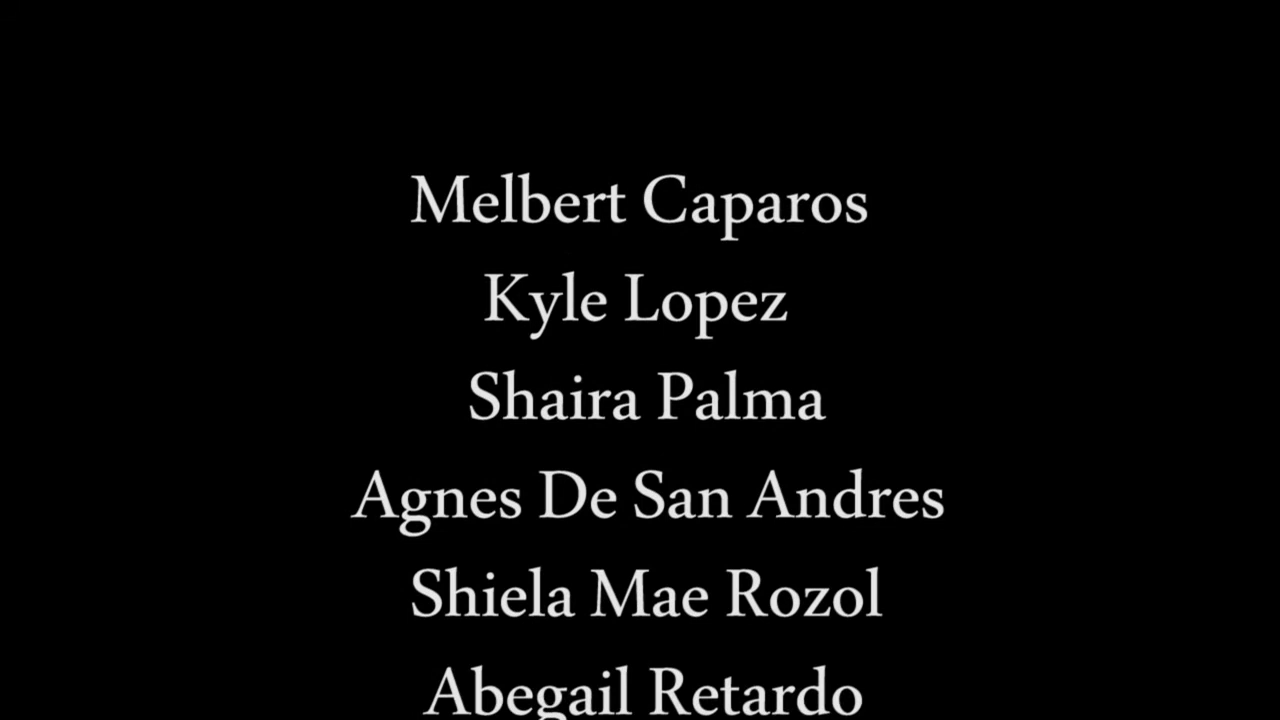 Melbert Caparos
Kyle Lopez
Shaira Palma
Agnes De San Andres
Shiela Mae Rozol
Abegail Retardo